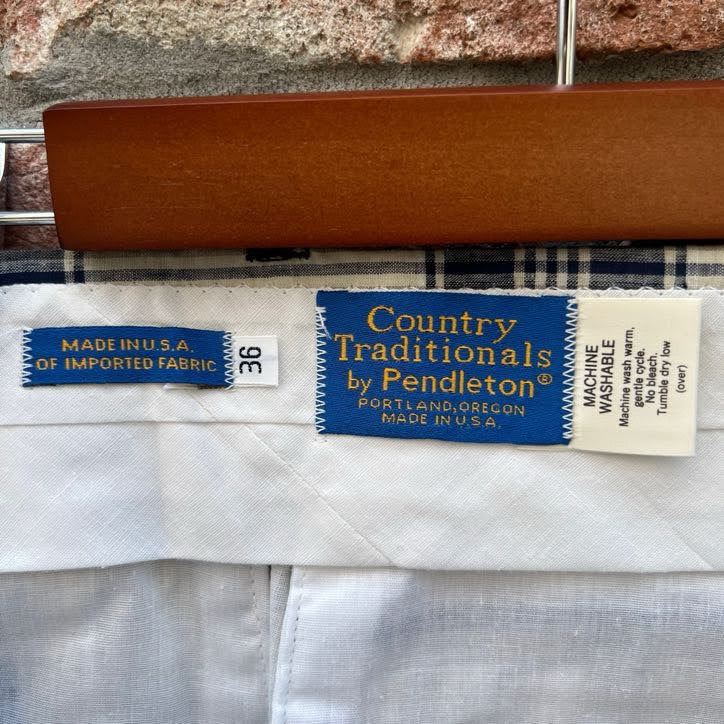 MADE IN U.S.A.
OF IMPORTED FABRIC
36
Country
Traditionals
by Pendleton®
PORTLAND, OREGON
MADE IN U.S.A.
MACHINE
WASHABLE
Machine wash warm,
gentle cycle.
No bleach.
Tumble dry low
(over)